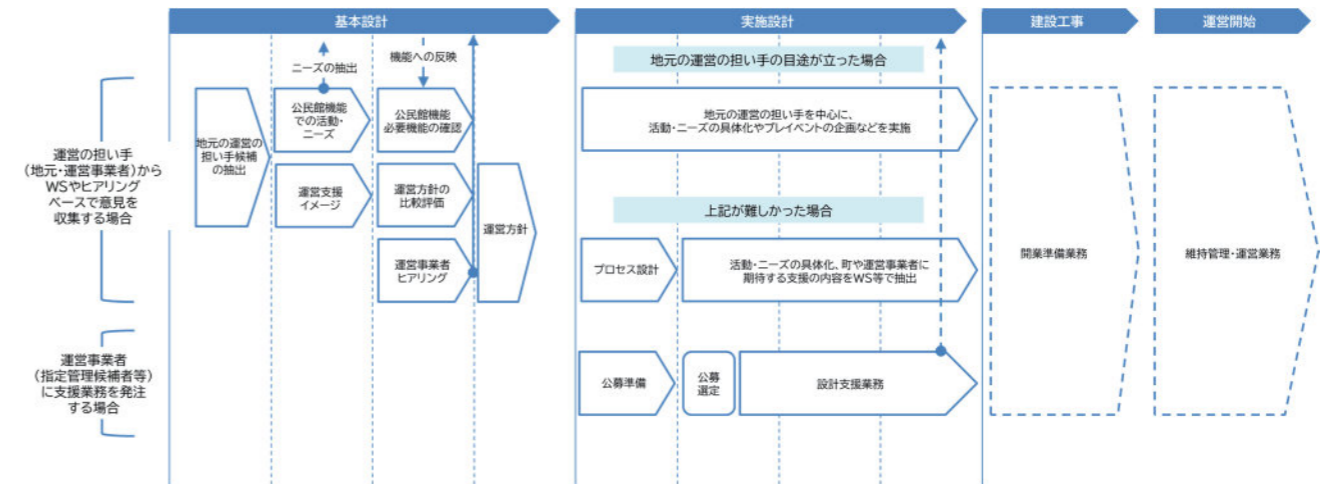 基本設計
実施設計
建設工事
運営開始
ニーズの抽出
機能への反映
地元の運営の担い手の目途が立った場合
運営の担い手
(地元・運営事業者)から
WSやヒアリング
ベースで意見を
収集する場合
地元の運営の
担い手候補
の抽出
公民館機能
での活動・
ニーズ
公民館機能
必要機能の確認
運営支援
イメージ
運営方針の
比較評価
運営事業者
ヒアリング
運営方針
地元の運営の担い手を中心に、
活動・ニーズの具体化やプレイベントの企画などを実施
上記が難しかった場合
プロセス設計
活動・ニーズの具体化、町や運営事業者に
期待する支援の内容をWS等で抽出
開業準備業務
維持管理・運営業務
運営事業者
(指定管理候補者等)
に支援業務を発注
する場合
公募準備
公募
選定
設計支援業務